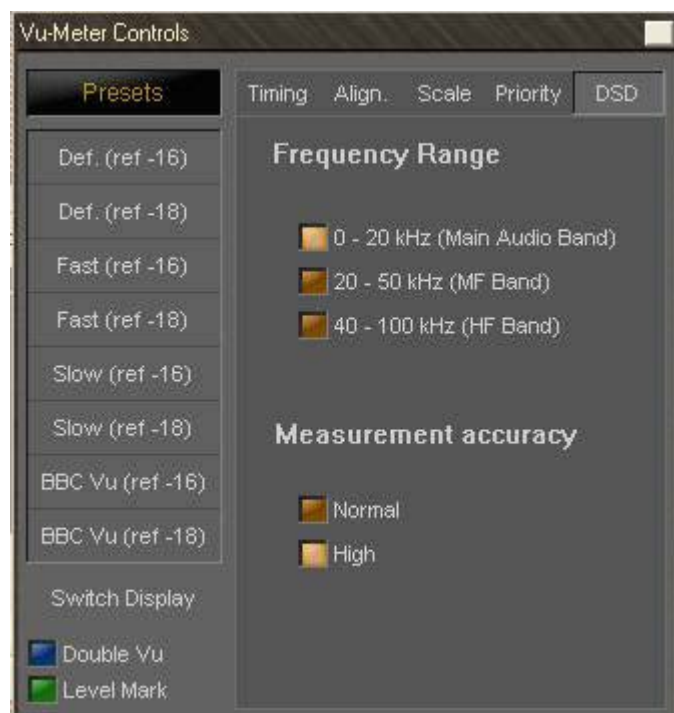 Vu-Meter Controls
Presets
Def. (ref -16)
Def. (ref -18)
Fast (ref -16)
Fast (ref -18)
Slow (ref -16)
Slow (ref -18)
BBC Vu (ref -16)
BBC Vu (ref -18)
Switch Display
Double Vu
Level Mark
Timing Align. Scale Priority DSD
Frequency Range
0 - 20 kHz (Main Audio Band)
20 - 50 kHz (MF Band)
40 - 100 kHz (HF Band)
Measurement accuracy
Normal
High